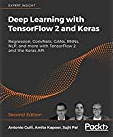 EXPERT INSIGHT
Deep Learning with
TensorFlow 2 and Keras
Regression, ConvNets, GANs, RNNs,
NLP, and more with TensorFlow 2
and the Keras API
Second Edition
Antonio Gulli, Amita Kapoor, Sujit Pal